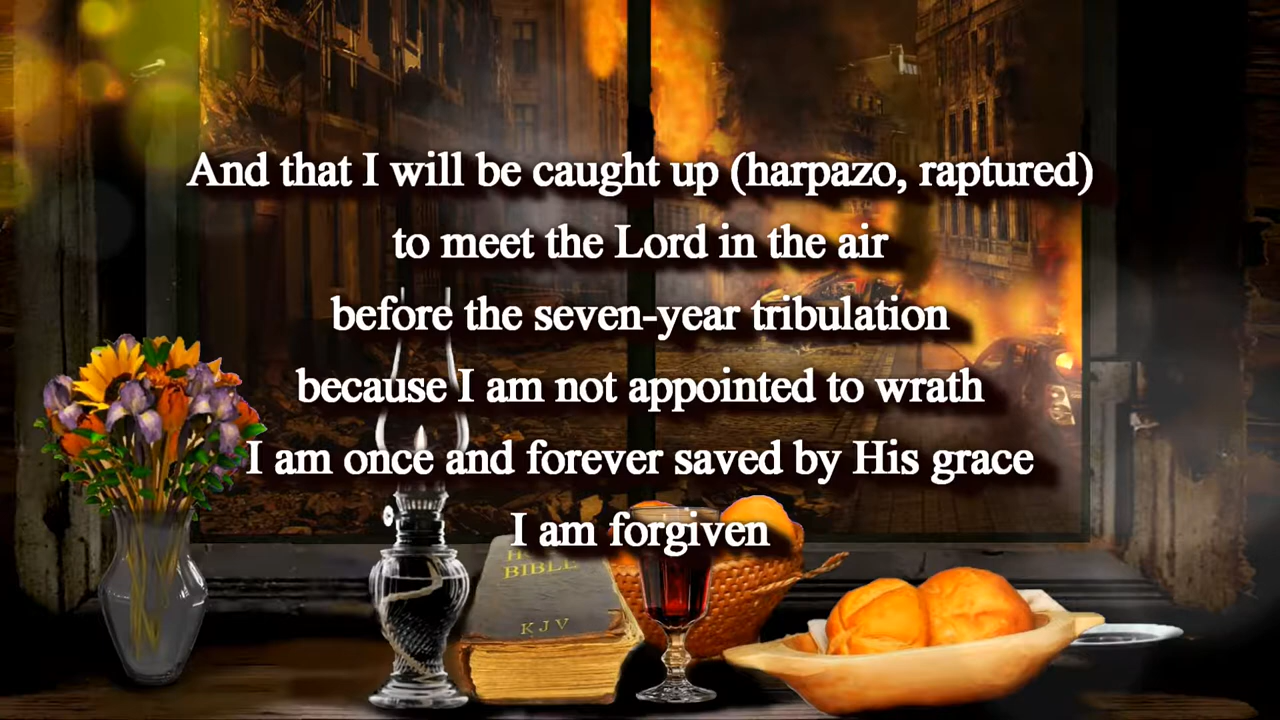 And that I will be caught up (harpazo, raptured)
to meet the Lord in the air
before the seven-year tribulation
because I am not appointed to wrath
I am once and forever saved by His grace
I am forgiven
BIBLE
KJV